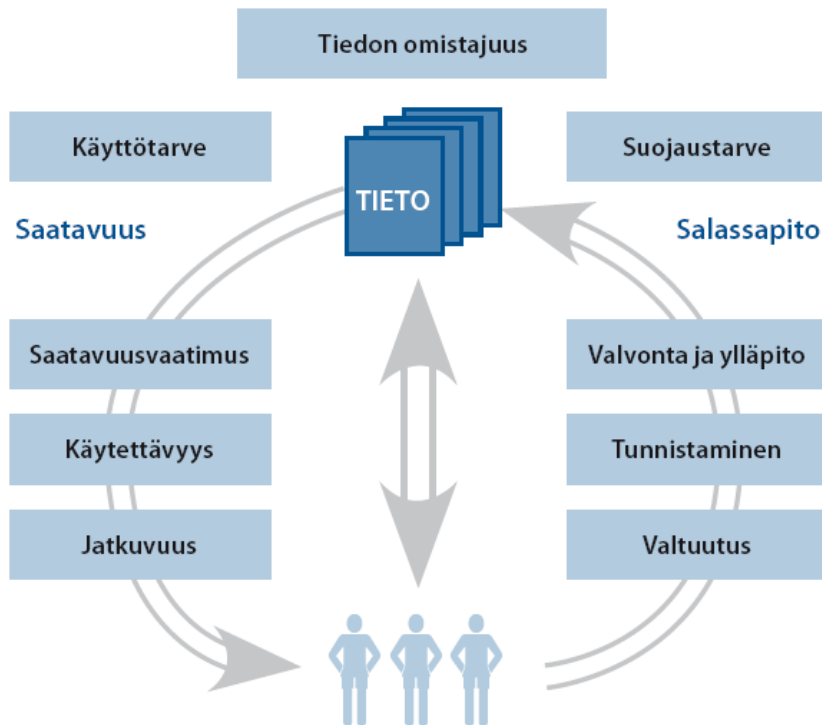 Tiedon omistajuus
Käyttötarve
Suojaustarve
TIETO
Saatavuus
Salassapito
Saatavuusvaatimus
Valvonta ja ylläpito
Käytettävyys
Tunnistaminen
Jatkuvuus
Valtuutus